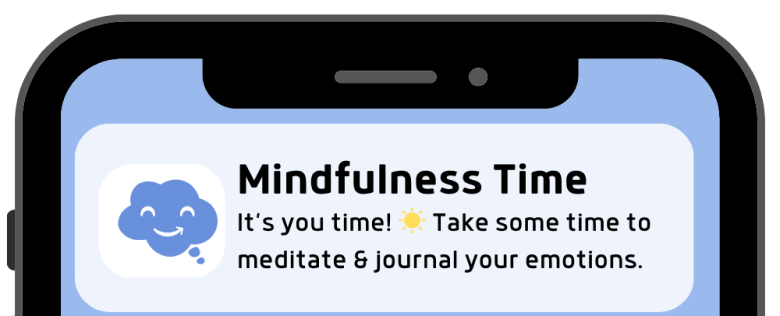 Mindfulness Time
It's you time! ☀️ Take some time to
meditate & journal your emotions.